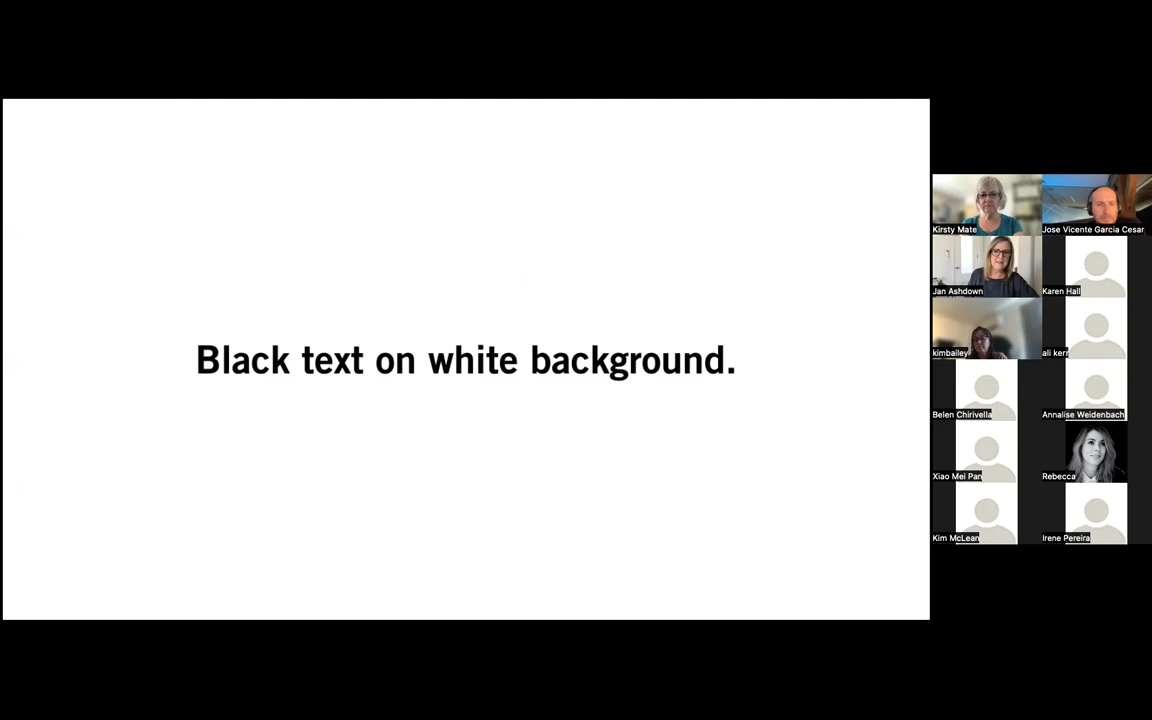 Black text on white background.
Kirsty Mate
Jose Vicente Garcia Cesar
Jan Ashdown
Karen Hall
kimbailey
ali kerr
Belen Chirivella
Annalise Weidenbach
Xiao Mei Pan
Rebecca
Kim McLean
Irene Pereira